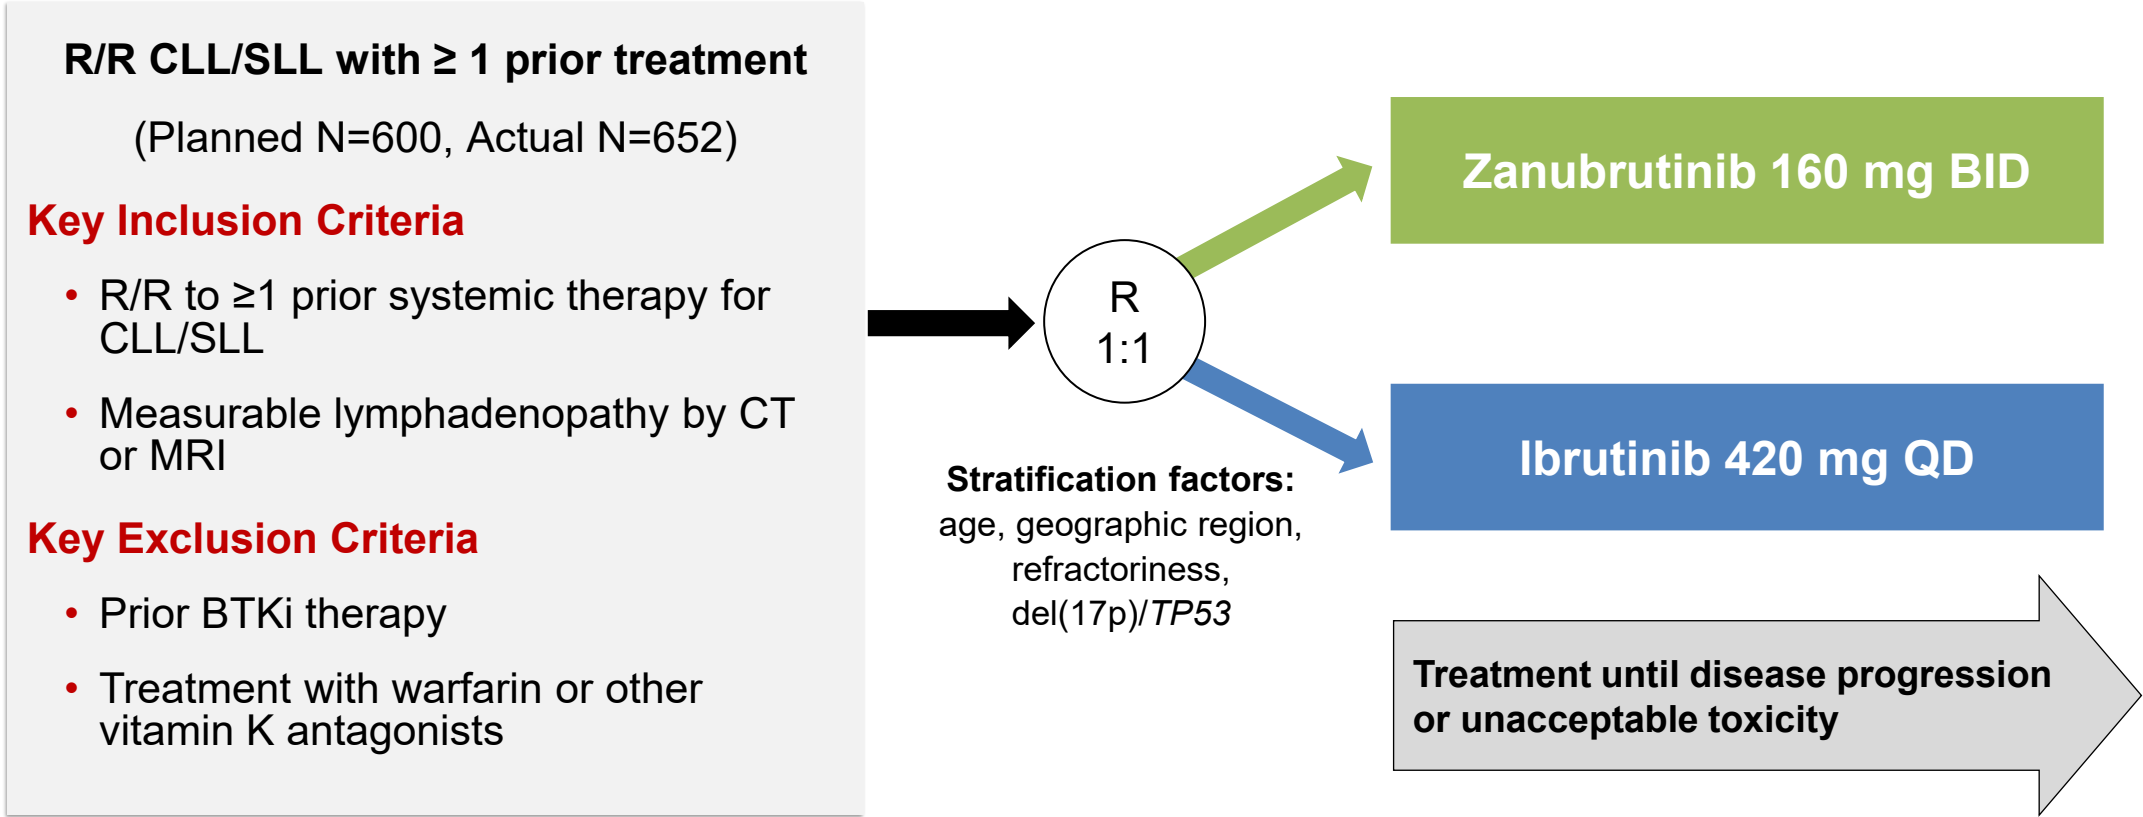 R/R CLL/SLL with ≥ 1 prior treatment
(Planned N=600, Actual N=652)
Key Inclusion Criteria
• R/R to ≥1 prior systemic therapy for
CLL/SLL
• Measurable lymphadenopathy by CT
or MRI
Key Exclusion Criteria
• Prior BTKi therapy
• Treatment with warfarin or other
vitamin K antagonists
R
1:1
Stratification factors:
age, geographic region,
refractoriness,
del(17p)/TP53
Zanubrutinib 160 mg BID
Ibrutinib 420 mg QD
Treatment until disease progression
or unacceptable toxicity